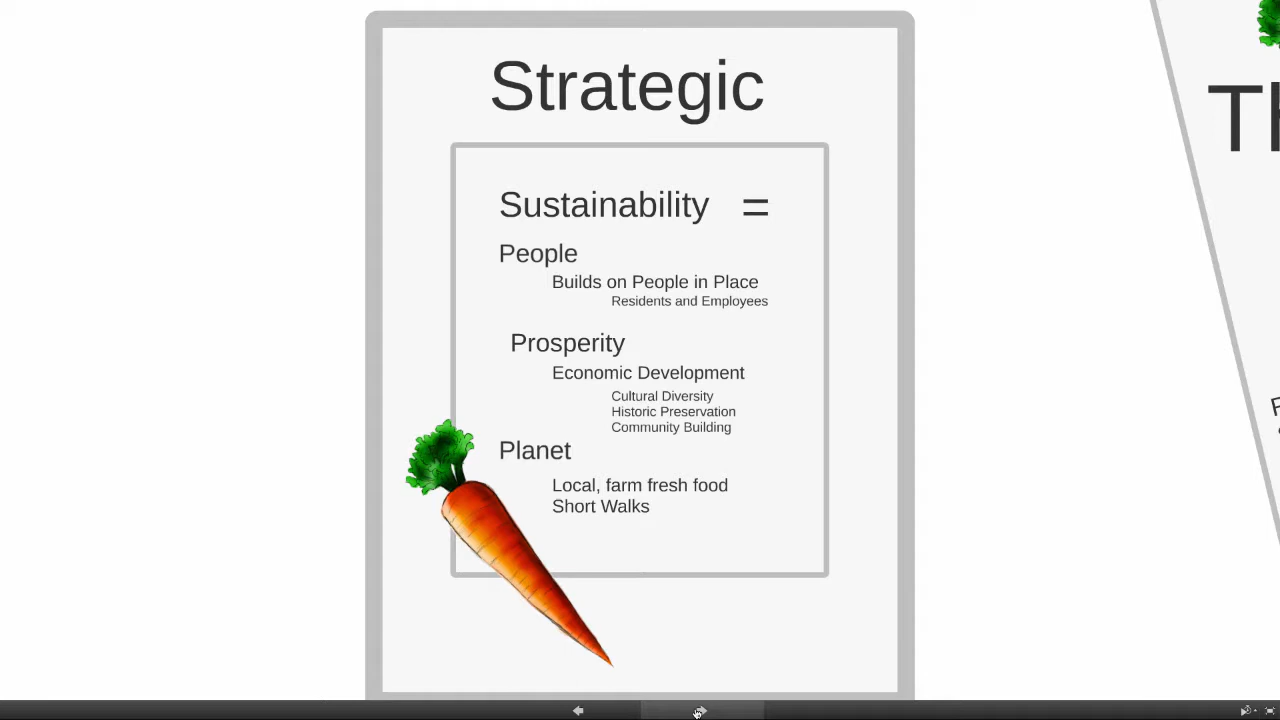 Strategic
Sustainability =
People
Builds on People in Place
Residents and Employees
Prosperity
Economic Development
Cultural Diversity
Historic Preservation
Community Building
Planet
Local, farm fresh food
Short Walks